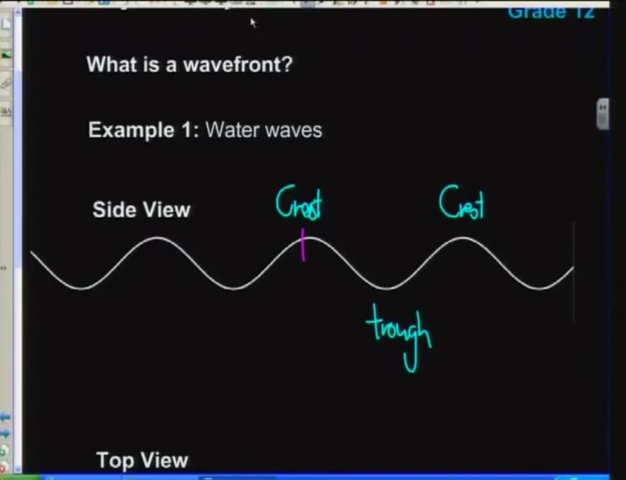 Grade 12
What is a wavefront?
Example 1: Water waves
Side View
Crest
Crest
trough
Top View